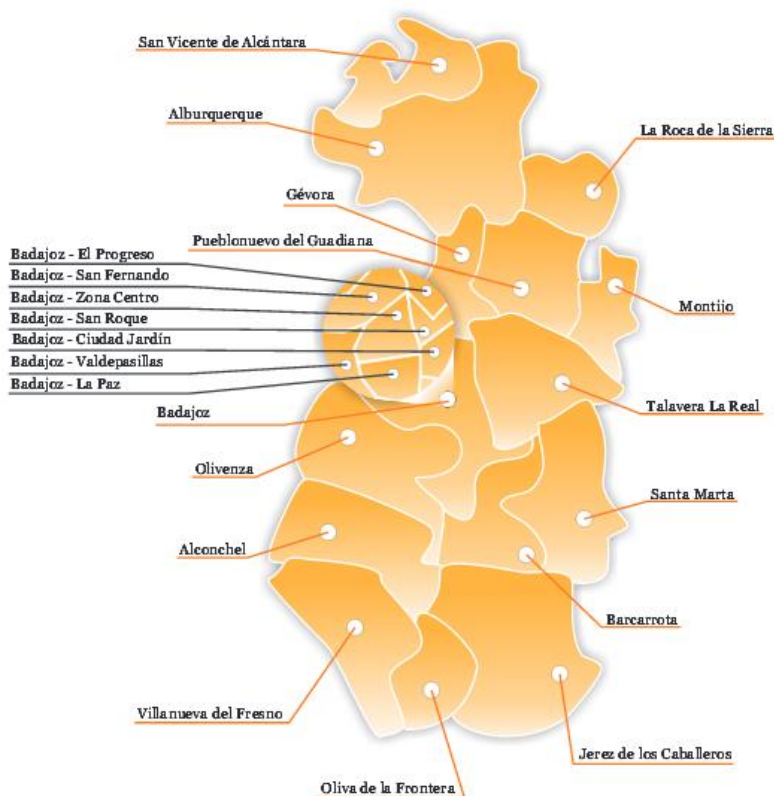 San Vicente de Alcántara
Alburquerque
La Roca de la Sierra
Gévora
Pueblonuevo del Guadiana
Badajoz - El Progreso
Badajoz - San Fernando
Badajoz - Zona Centro
Badajoz - San Roque
Badajoz - Ciudad Jardín
Badajoz - Valdepasillas
Badajoz - La Paz
Montijo
Badajoz
Talavera La Real
Olivenza
Santa Marta
Alconchel
Barcarrota
Villanueva del Fresno
Jerez de los Caballeros
Oliva de la Frontera